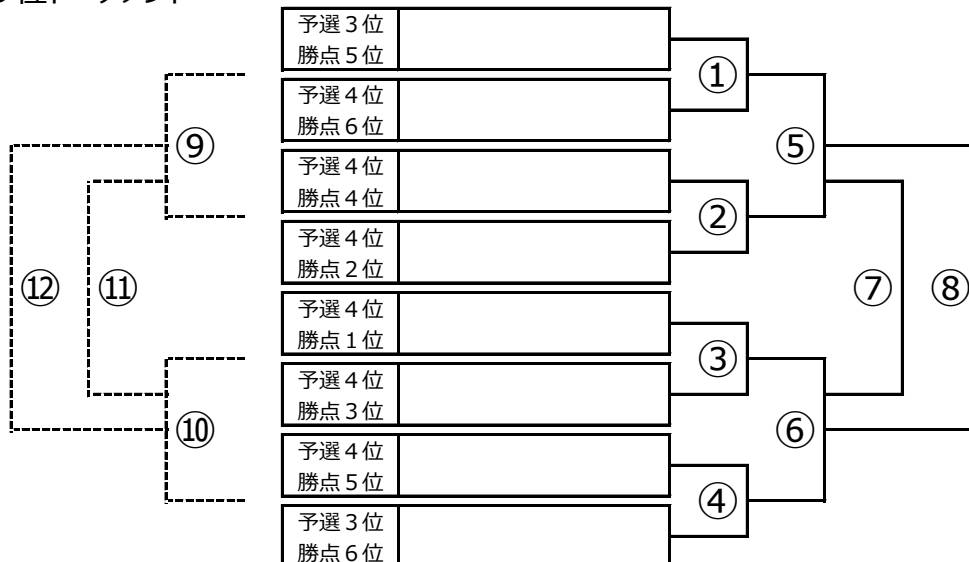 予選３位
勝点５位
①
予選４位
勝点６位
⑨
⑤
予選４位
勝点４位
②
予選４位
勝点２位
⑫
⑪
⑦
⑧
予選４位
勝点１位
③
予選４位
勝点３位
⑩
⑥
予選４位
勝点５位
④
予選３位
勝点６位